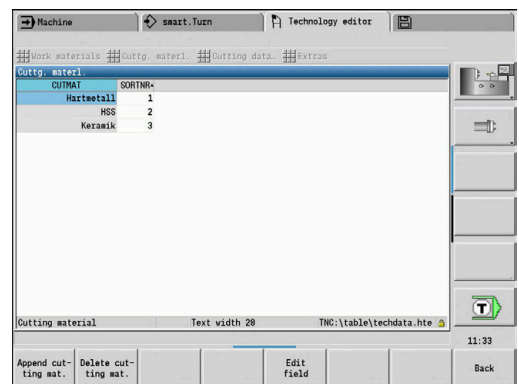 Machine smart.Turn Technology editor
Work materials Cuttg. materl. Cutting data. Extras
Cuttg. materl.
CUTMAT SORTNR
Hartmetall 1
HSS 2
Keramik 3
Cutting material Text width 20 TNC:\table\techdata.hte
T
11:33
Append cut-
ting mat.
Delete cut-
ting mat.
Edit
field
Back